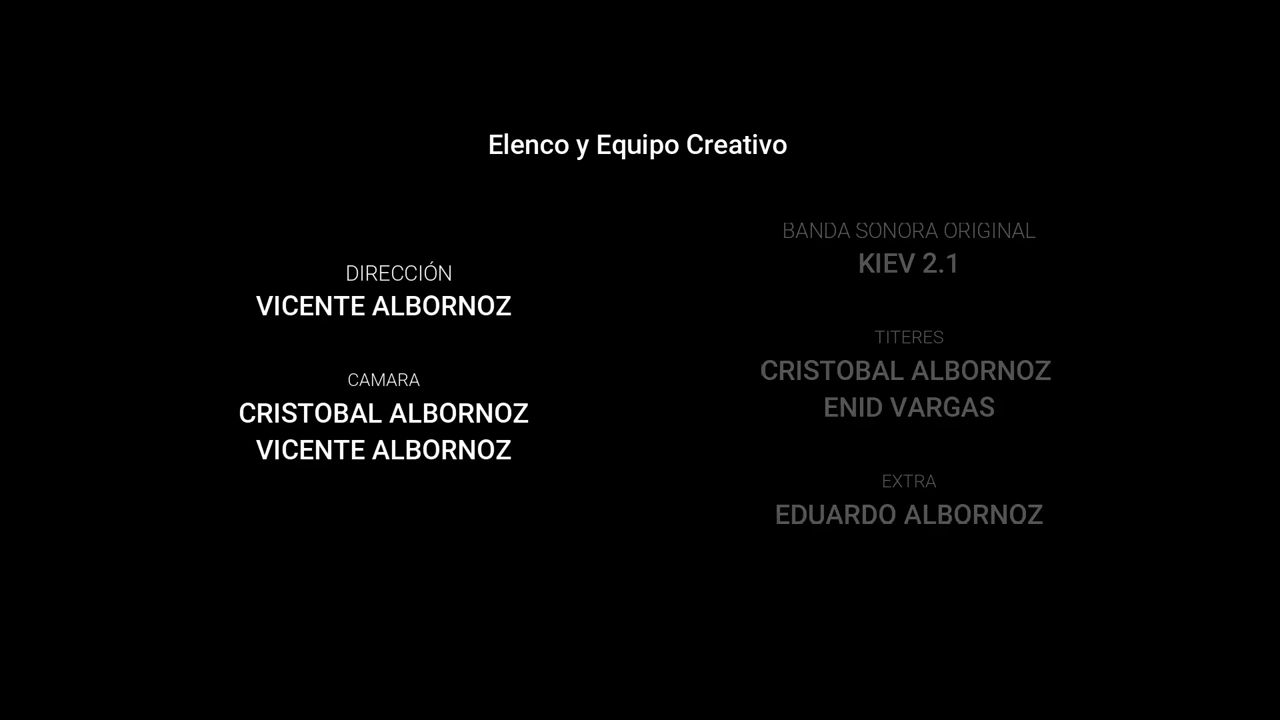 Elenco y Equipo Creativo
DIRECCIÓN
VICENTE ALBORNOZ
CAMARA
CRISTOBAL ALBORNOZ
VICENTE ALBORNOZ
BANDA SONORA ORIGINAL
KIEV 2.1
TITERES
CRISTOBAL ALBORNOZ
ENID VARGAS
EXTRA
EDUARDO ALBORNOZ